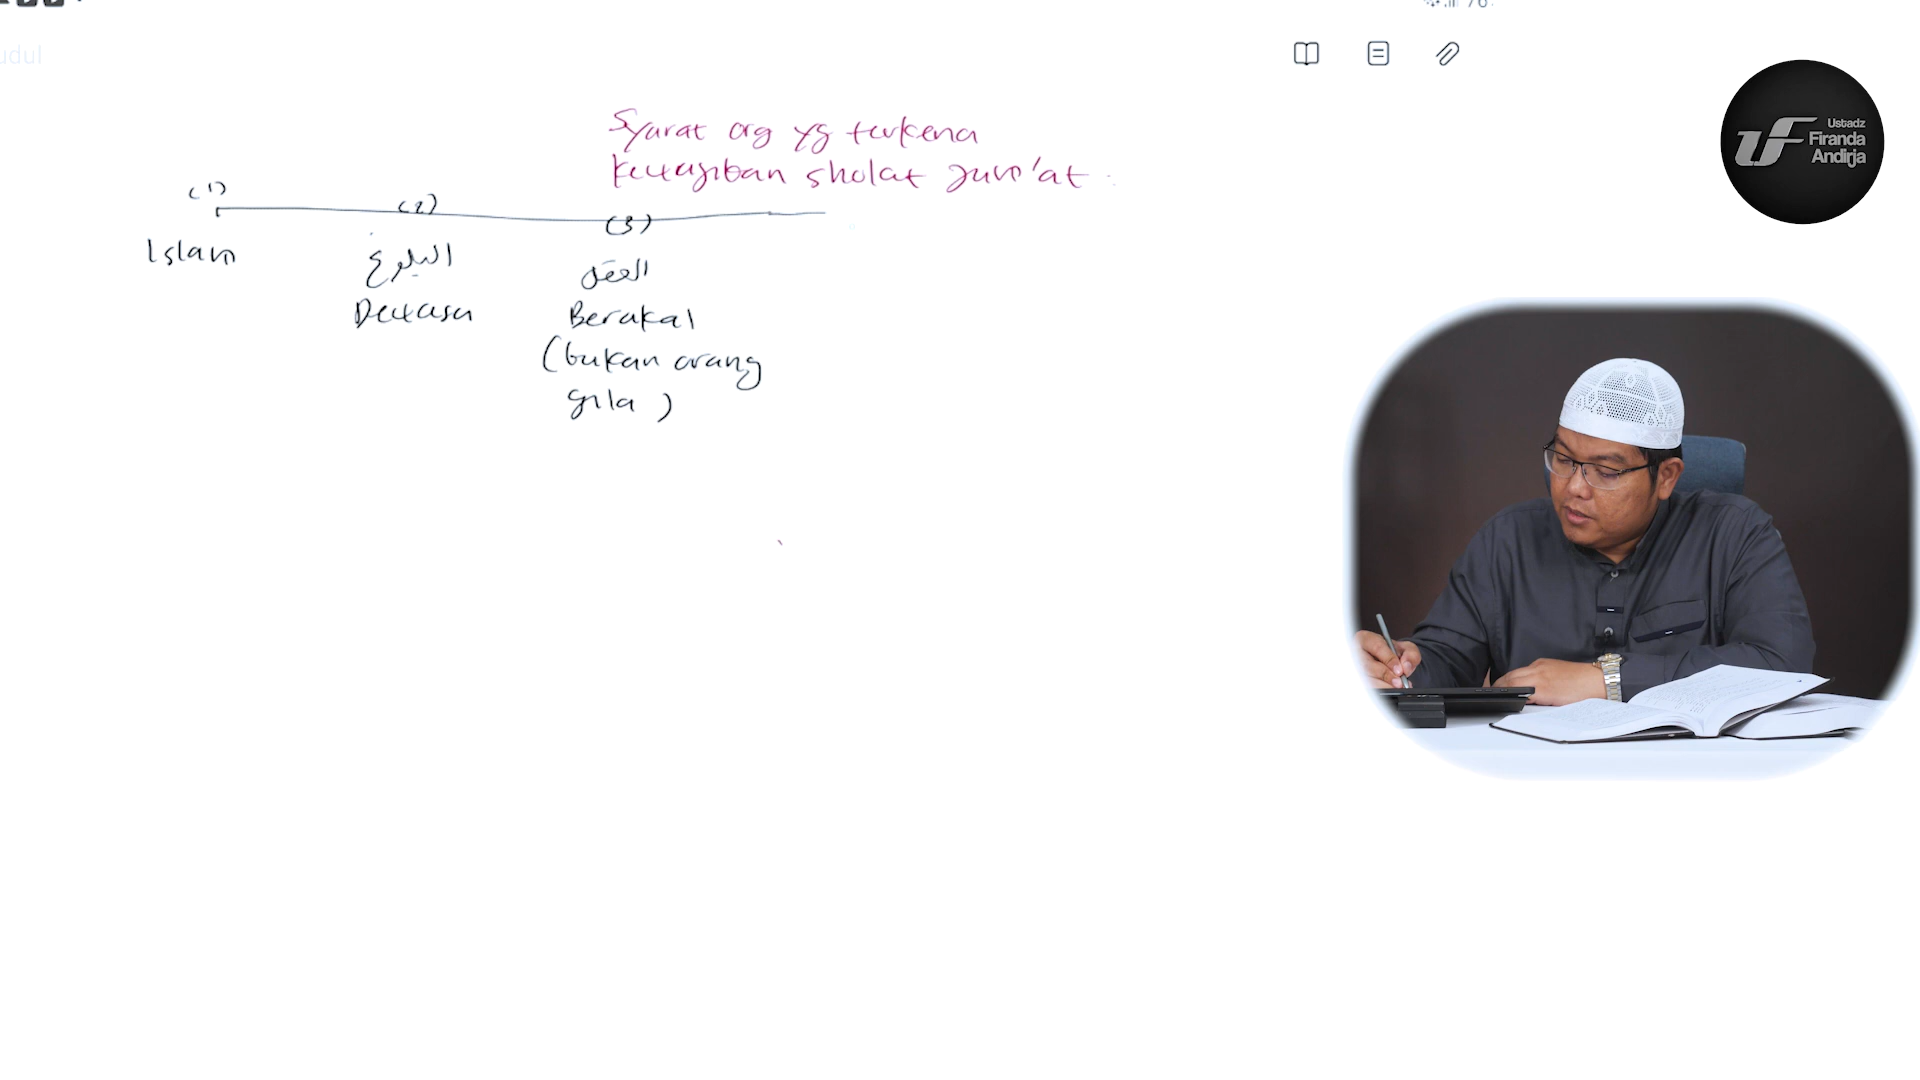 udul
Ustadz
Firanda
Andirja
Syarat org yg terkena
kewajiban sholat jum'at
(1)
Islam
(2)
البلوغ
Dewasa
(3)
العقل
Berakal
(bukan orang
gila)